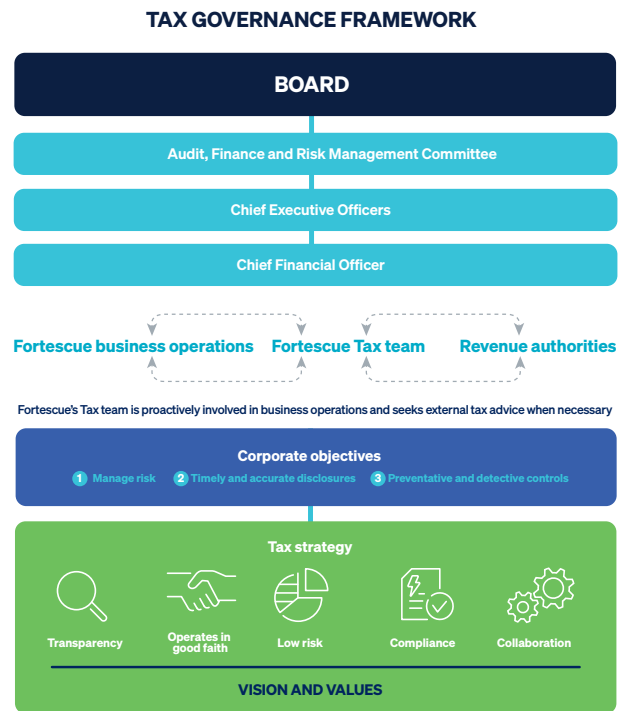 TAX GOVERNANCE FRAMEWORK
BOARD
Audit, Finance and Risk Management Committee
Chief Executive Officers
Chief Financial Officer
Fortescue business operations Fortescue Tax team Revenue authorities
Fortescue's Tax team is proactively involved in business operations and seeks external tax advice when necessary
Corporate objectives
1 Manage risk 2 Timely and accurate disclosures 3 Preventative and detective controls
Tax strategy
Transparency
Operates in
good faith
Low risk
Compliance
Collaboration
VISION AND VALUES